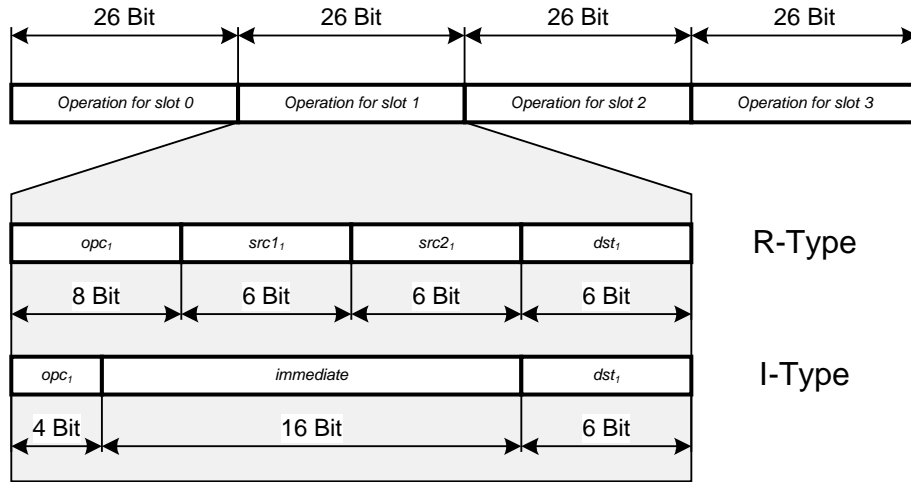 26 Bit 26 Bit 26 Bit 26 Bit
Operation for slot 0 Operation for slot 1 Operation for slot 2 Operation for slot 3
opc₁ src1₁ src2₁ dst₁ R-Type
8 Bit 6 Bit 6 Bit 6 Bit
opc₁ immediate dst₁ I-Type
4 Bit 16 Bit 6 Bit